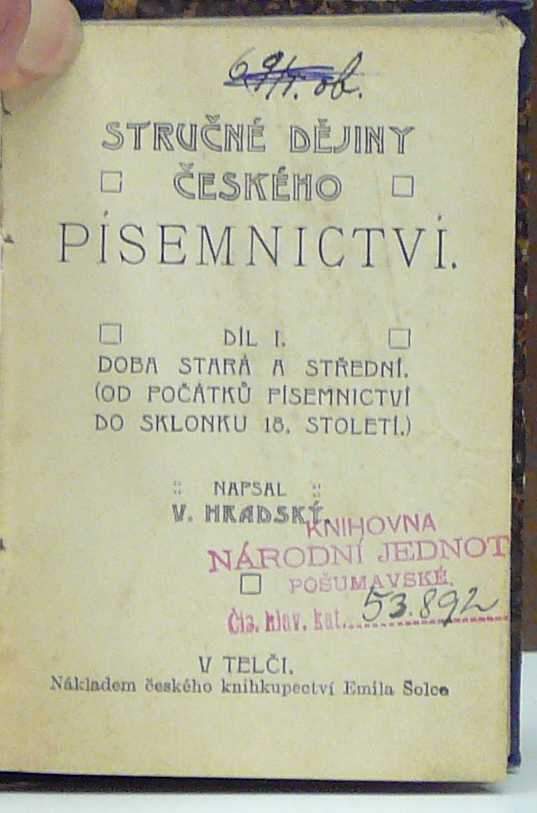 STRUČNÉ DĚJINY
ČESKÉHO
PÍSEMNICTVÍ.
DÍL I.
DOBA STARÁ A STŘEDNÍ.
(OD POČÁTKŮ PÍSEMNICTVÍ
DO SKLONKU 18. STOLETÍ.)
NAPSAL
V. HRADSKÝ.
KNIHOVNA
NÁRODNÍ JEDNOT
POŠUMAVSKÉ.
Čís. hlav. kat. 53.892
V TELČI.
Nákladem českého knihkupectví Emila Šolce